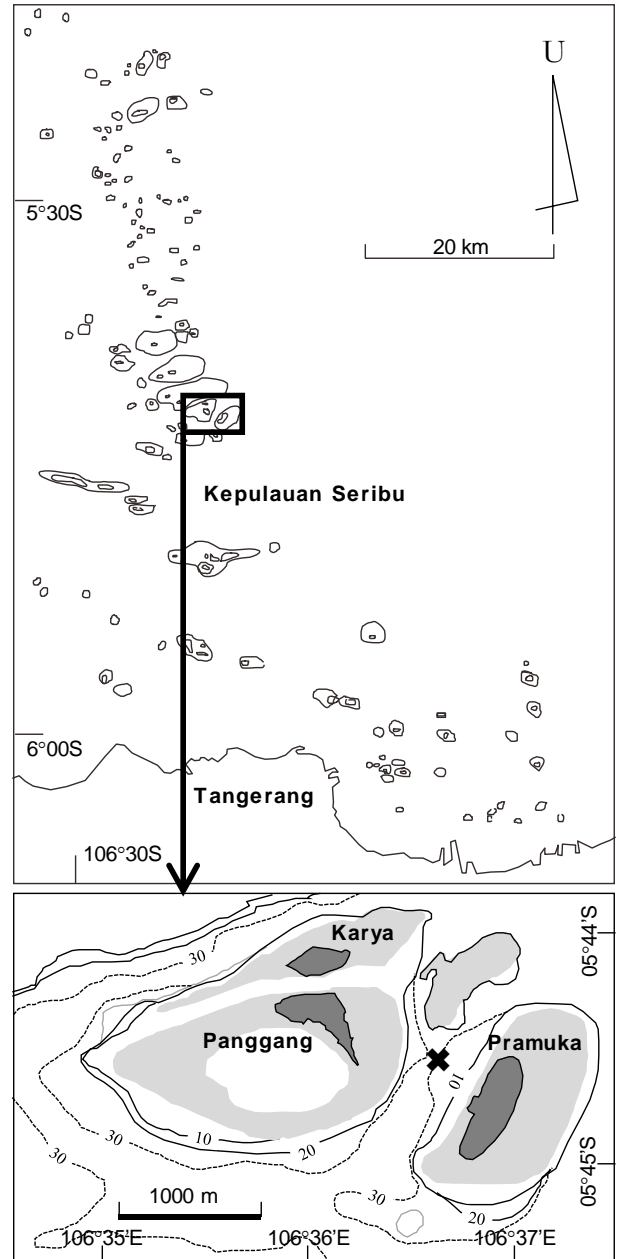 U
5°30S
20 km
Kepulauan Seribu
6°00S
Tangerang
106°30S
Karya
30
05°44'S
Panggang
Pramuka
10
10
20
30
30
30
20
05°45'S
1000 m
106°35'E
106°36'E
106°37'E